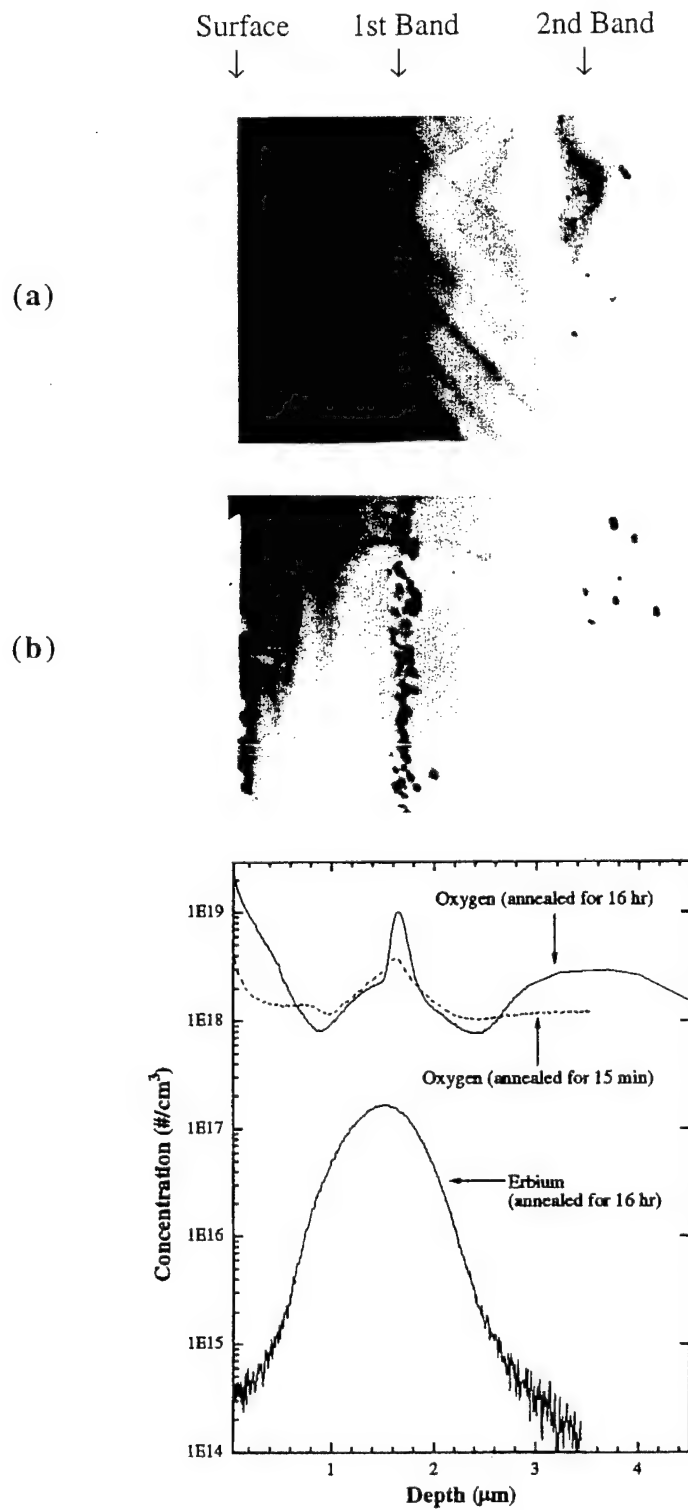 Surface 1st Band 2nd Band
↓ ↓ ↓
(a)
(b)
1E19
1E18
1E17
1E16
1E15
1E14
Concentration (#/cm³)
Oxygen (annealed for 16 hr)
Oxygen (annealed for 15 min)
Erbium
(annealed for 16 hr)
1 2 3 4
Depth (μm)